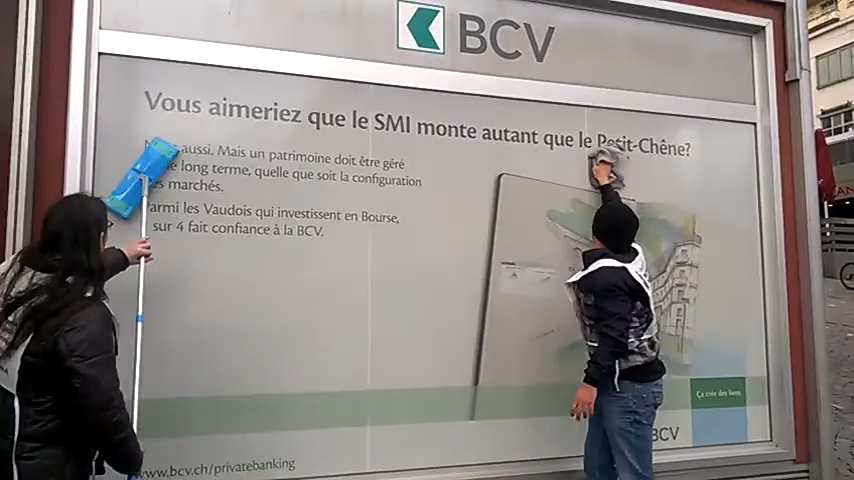 BCV
Vous aimeriez que le SMI monte autant que le Petit-Chêne?
aussi. Mais un patrimoine doit être géré
le long terme, quelle que soit la configuration
marchés.
armi les Vaudois qui investissent en Bourse,
sur 4 fait confiance à la BCV.
Ça crée des liens
BCV
www.bcv.ch/privatebanking